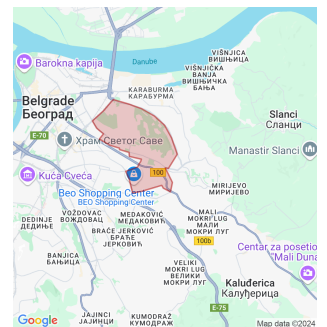 VIŠNJICA
ВИШЊИЦА
Barokna kapija
Danube
VIŠNJIČKA
BANJA
ВИШЊИЧКА
БАЊА
KARABURMA
КАРАБУРМА
Belgrade
Београд
Slanci
Сланци
E-70
Храм Светог Саве
Manastir Slanci
Kuća Cveća
100
Beo Shopping Center
BEO Shopping Center
MIRIJEVO
МИРИЈЕВО
VOŽDOVAC
ВОЖДОВАЦ
MEDAKOVIĆ
МЕДАКОВИЋ
MALI
MOKRI LUG
МАЛИ
МОКРИ ЛУГ
DEDINJE
ДЕДИЊЕ
BRAĆE JERKOVIĆ
БРАЋЕ
ЈЕРКОВИЋ
100b
Centar za posetio
"Mali Duna
BANJICA
БАЊИЦА
VELIKI
MOKRI LUG
ВЕЛИКИ
МОКРИ ЛУГ
Kaluđerica
Калуђерица
E-75
JAJINCI
ЈАЈИНЦИ
KUMODRAŽ
КУМОДРАЖ
Google
Map data ©2024